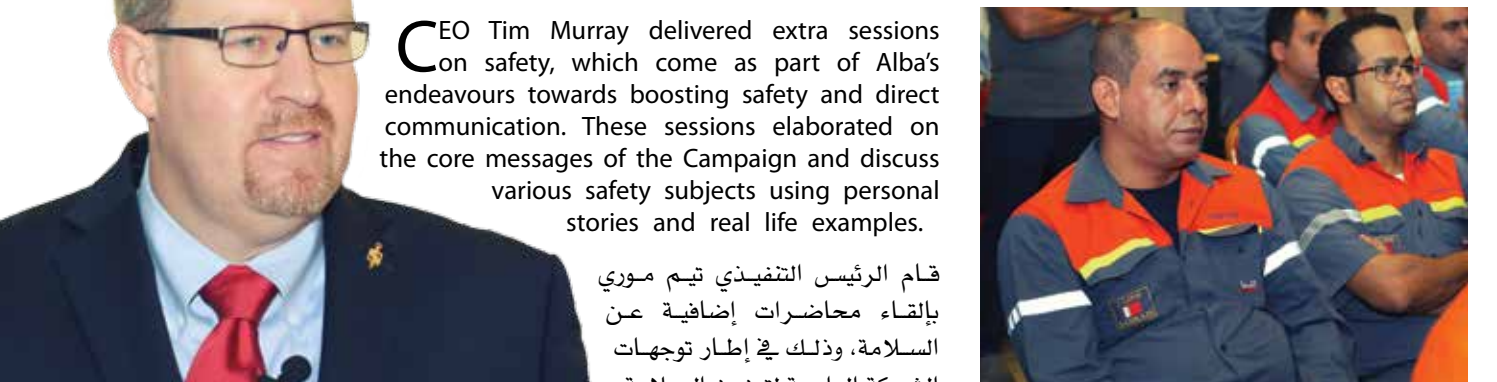 CEO Tim Murray delivered extra sessions
on safety, which come as part of Alba's
endeavours towards boosting safety and direct
communication. These sessions elaborated on
the core messages of the Campaign and discuss
various safety subjects using personal
stories and real life examples.
قام الرئيس التنفيذي تيم موري
بإلقاء محاضرات إضافية عن
السلامة، وذلك في إطار توجهات